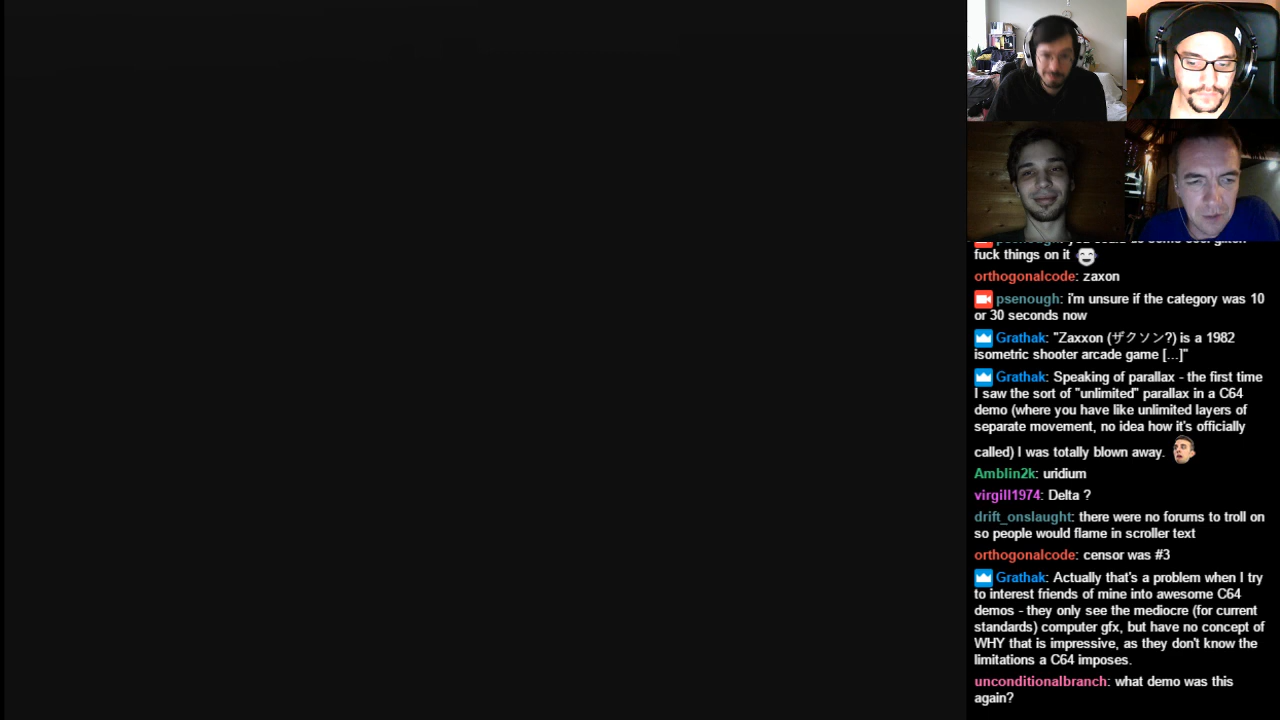 fuck things on it
orthogonalcode: zaxon
psenough: i'm unsure if the category was 10
or 30 seconds now
Grathak: "Zaxxon (ザクソン?) is a 1982
isometric shooter arcade game [...]"
Grathak: Speaking of parallax - the first time
I saw the sort of "unlimited" parallax in a C64
demo (where you have like unlimited layers of
separate movement, no idea how it's officially
called) I was totally blown away.
Amblin2k: uridium
virgill1974: Delta ?
drift_onslaught: there were no forums to troll on
so people would flame in scroller text
orthogonalcode: censor was #3
Grathak: Actually that's a problem when I try
to interest friends of mine into awesome C64
demos - they only see the mediocre (for current
standards) computer gfx, but have no concept of
WHY that is impressive, as they don't know the
limitations a C64 imposes.
unconditionalbranch: what demo was this
again?